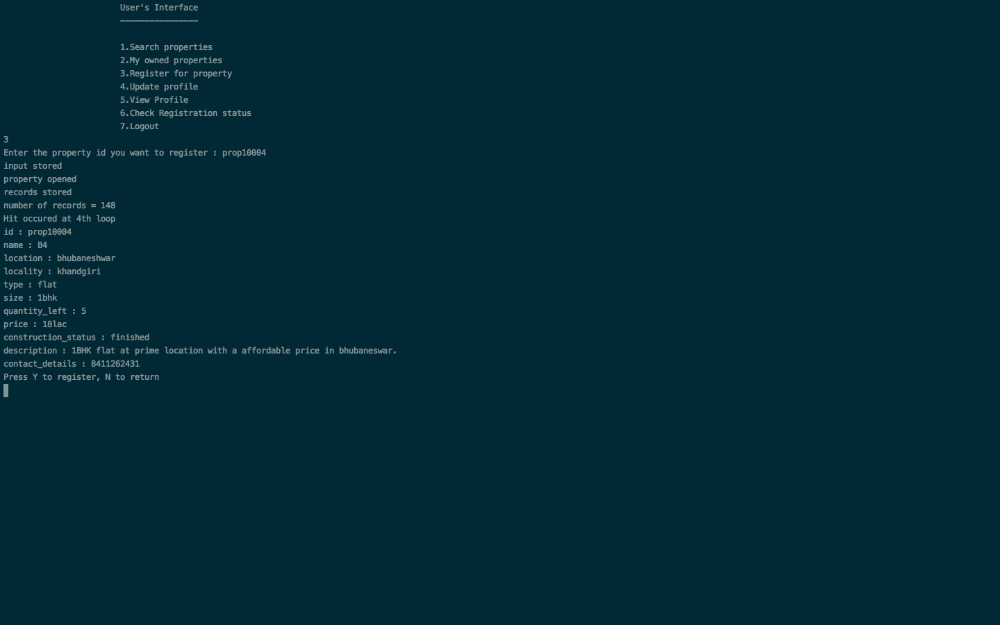 User's Interface
----------------
1.Search properties
2.My owned properties
3.Register for property
4.Update profile
5.View Profile
6.Check Registration status
7.Logout
3
Enter the property id you want to register : prop10004
input stored
property opened
records stored
number of records = 148
Hit occured at 4th loop
id : prop10004
name : B4
location : bhubaneshwar
locality : khandgiri
type : flat
size : 1bhk
quantity_left : 5
price : 18lac
construction_status : finished
description : 1BHK flat at prime location with a affordable price in bhubaneswar.
contact_details : 8411262431
Press Y to register, N to return